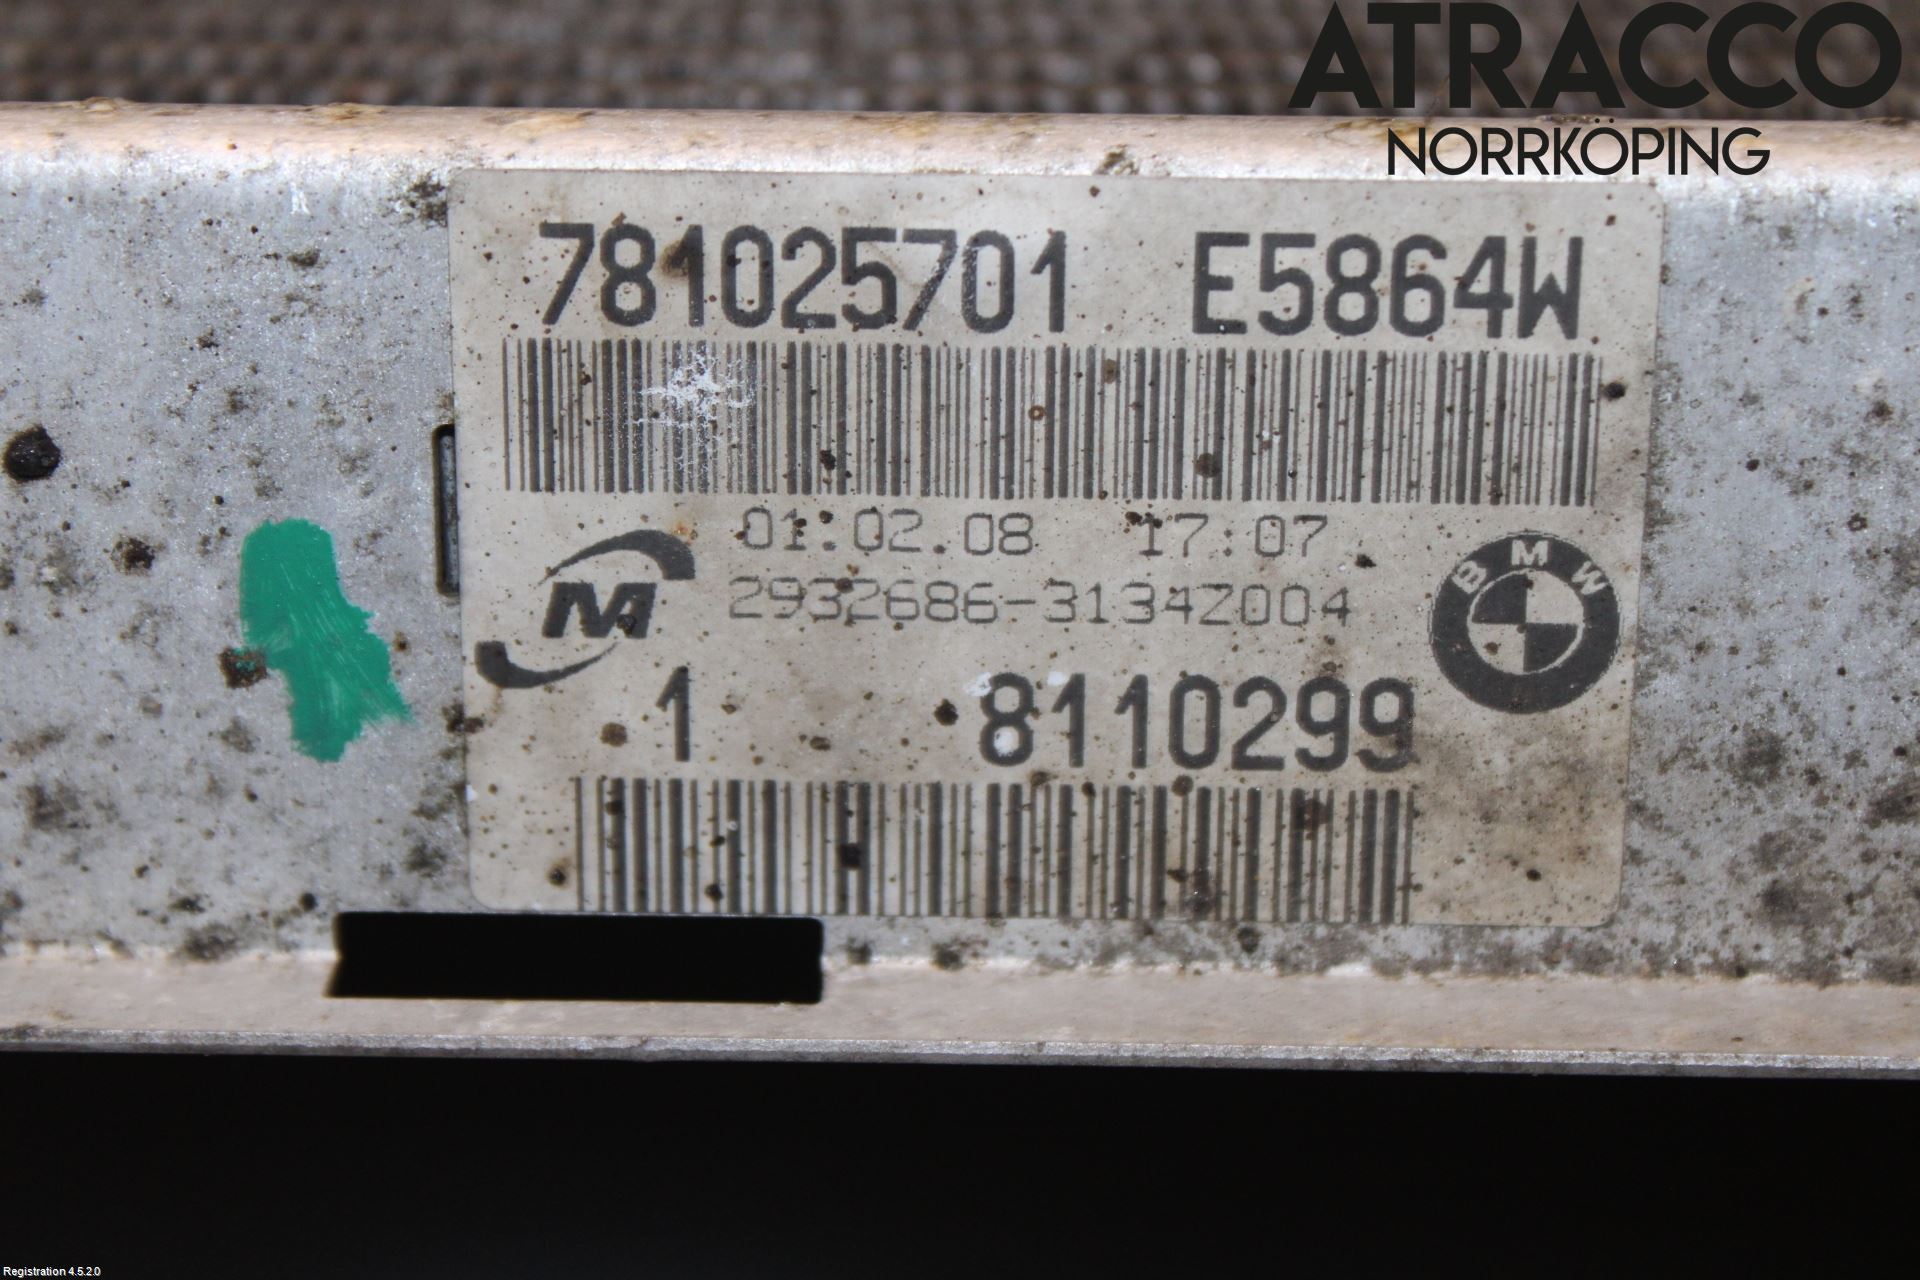 ATRACCO
NORRKÖPING
781025701 E5864W
01.02.08 17:07
2932686-3134Z004
M
BMW
1 8110299
Registration 4.5.2.0